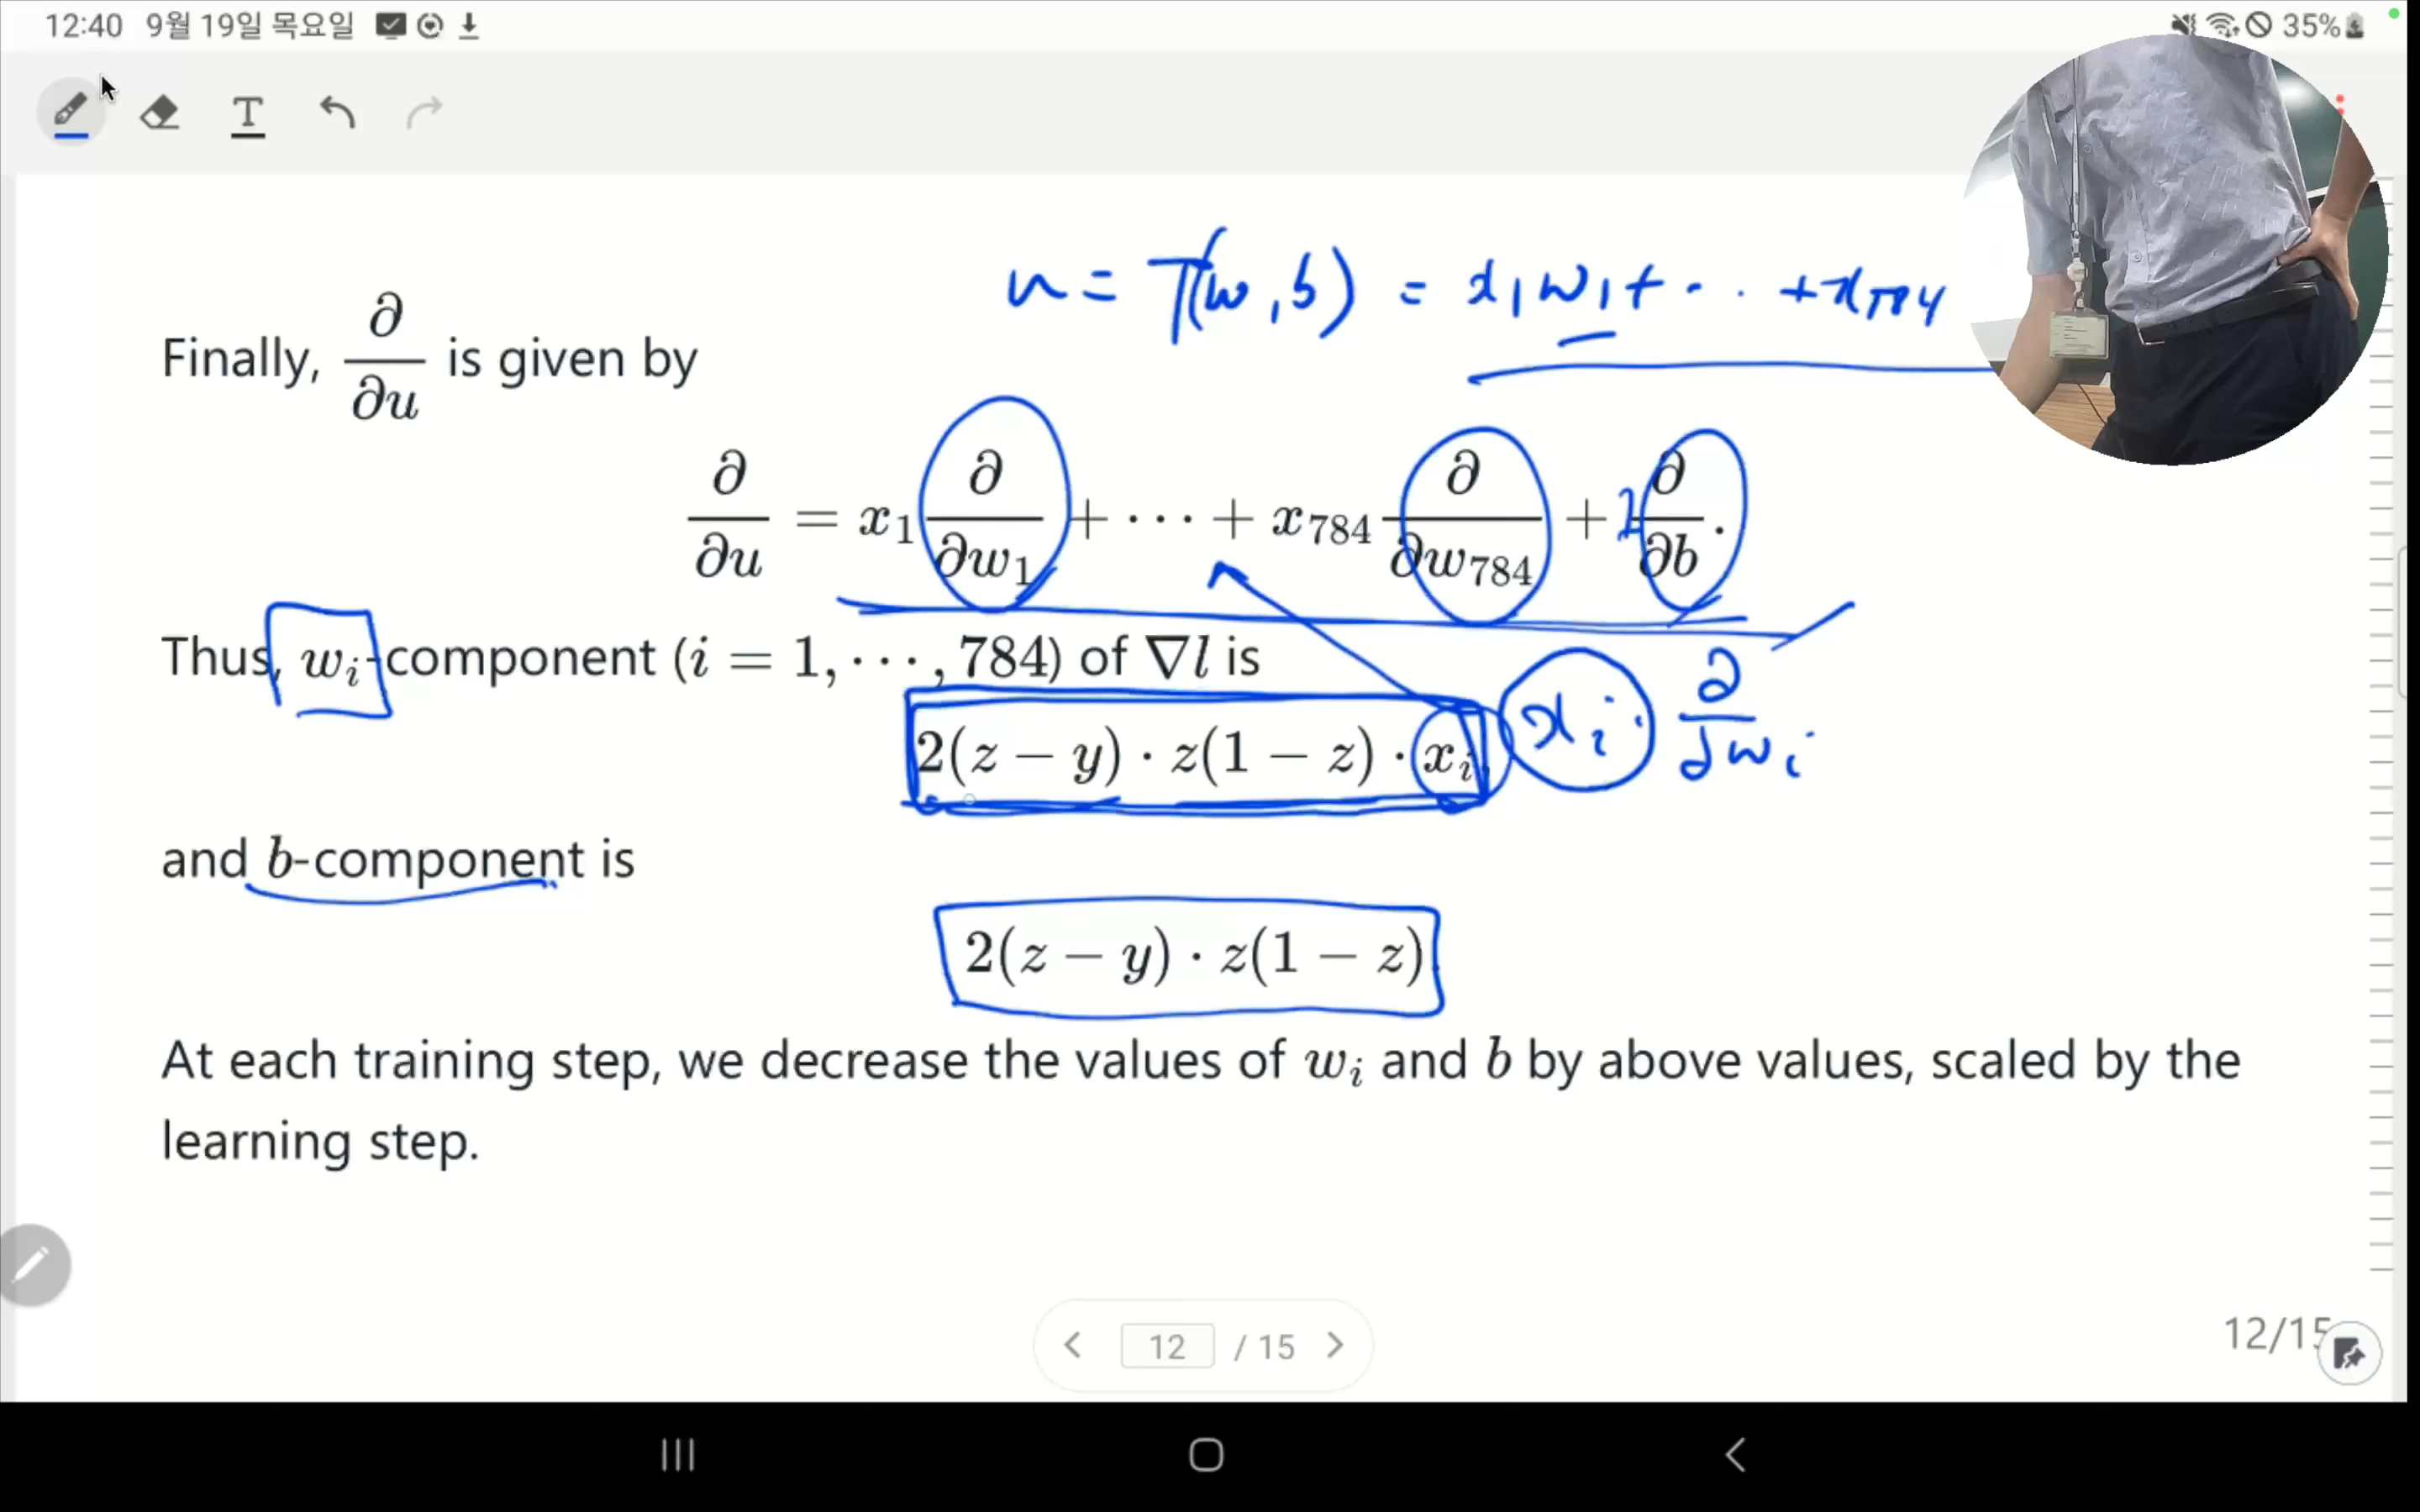 12:40 9월 19일 목요일 35%
T
u = T(w, b) = x₁w₁ + · · · + x₇₈₄
Finally, ∂/∂u is given by
∂/∂u = x₁ ∂/∂w₁ + · · · + x₇₈₄ ∂/∂w₇₈₄ + 1 ∂/∂b.
Thus, wᵢ-component (i = 1, · · · , 784) of ∇l is
2(z − y) · z(1 − z) · xᵢ xᵢ · ∂/∂wᵢ
and b-component is
2(z − y) · z(1 − z)
At each training step, we decrease the values of wᵢ and b by above values, scaled by the
learning step.
12/15
12 / 15